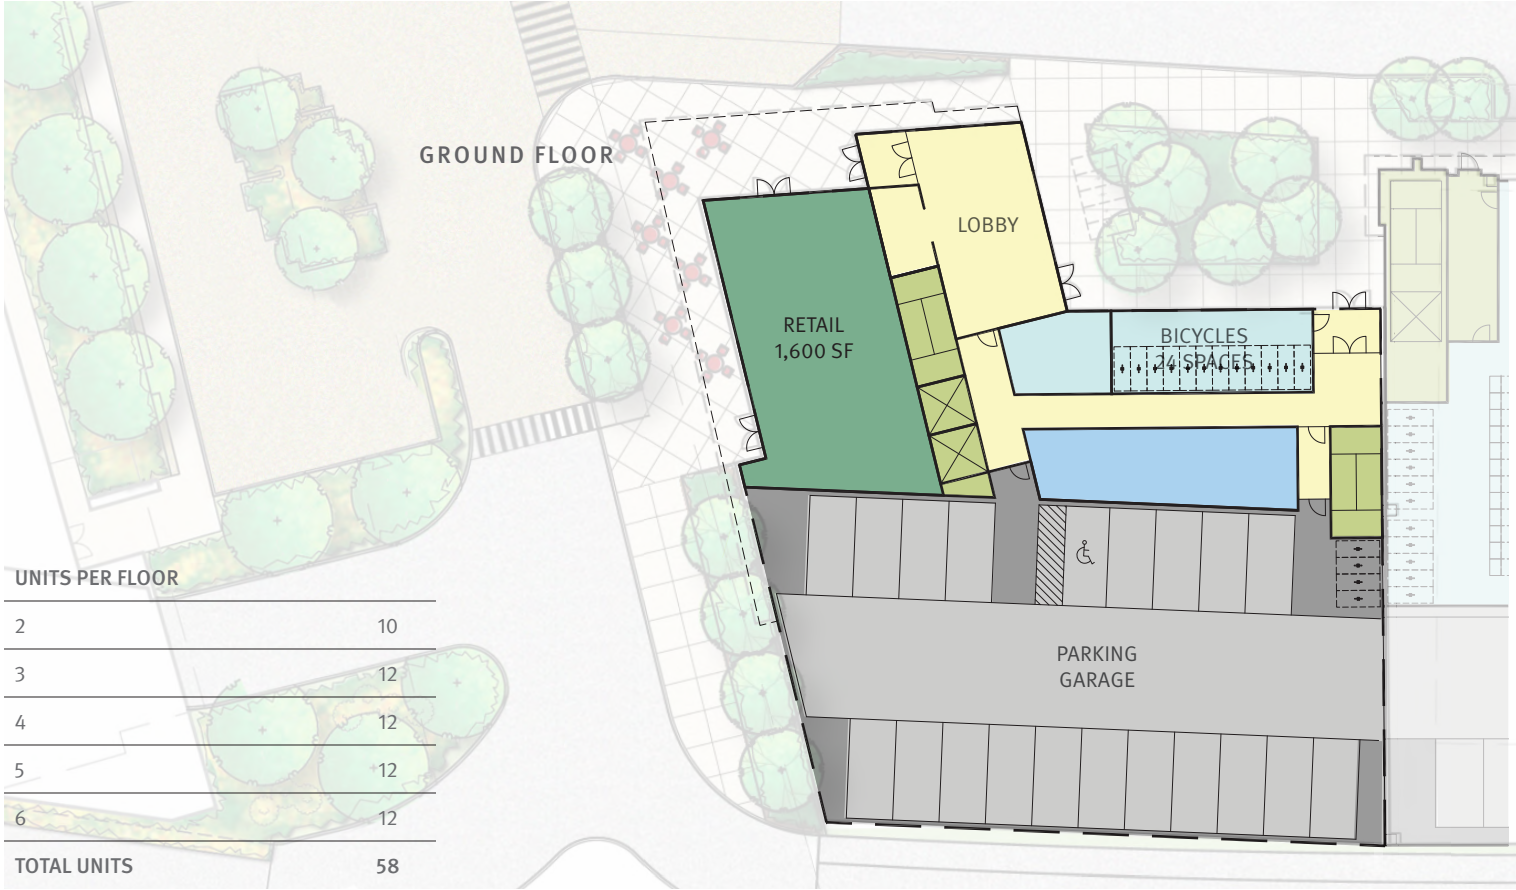 GROUND FLOOR
LOBBY
RETAIL
1,600 SF
BICYCLES
24 SPACES
PARKING
GARAGE
UNITS PER FLOOR
2 10
3 12
4 12
5 12
6 12
TOTAL UNITS 58